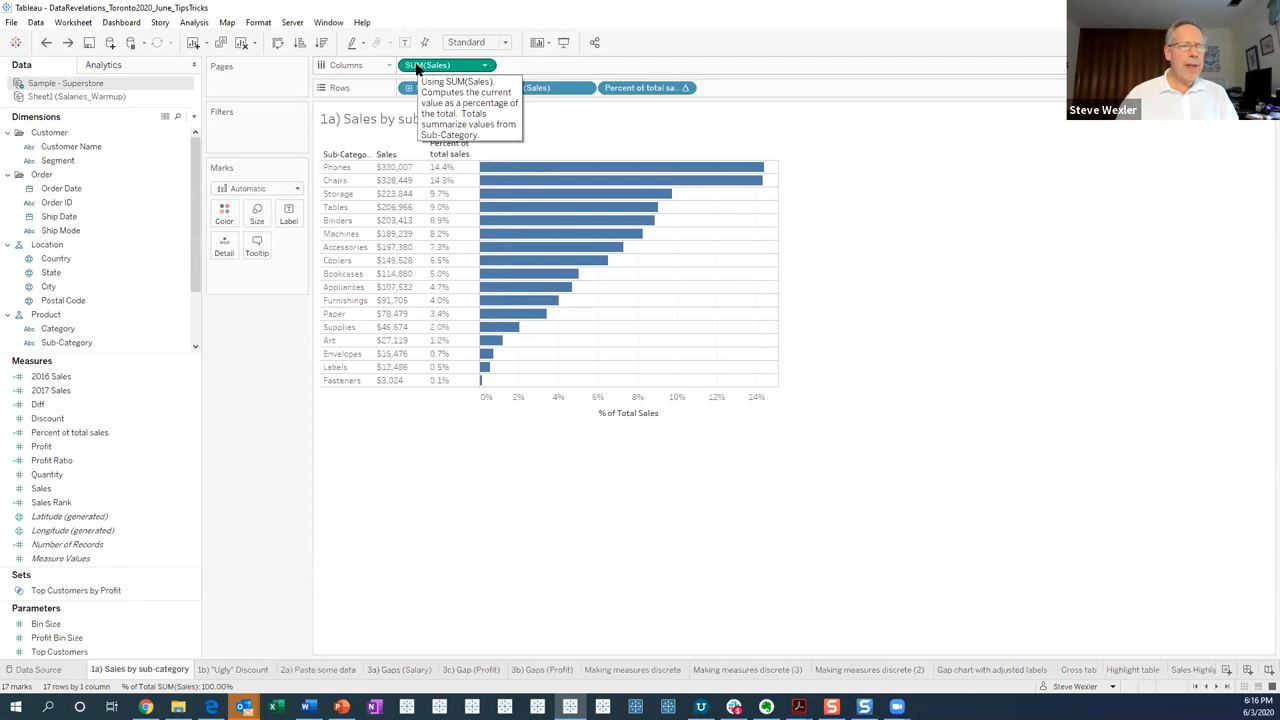 Tableau - DataRevelations_Toronto2020_June_TipsTricks
File Data Worksheet Dashboard Story Analysis Map Format Server Window Help
Standard
Data Analytics
Sample - Superstore
Sheet1 (Salaries_Warmup)
Dimensions
Customer
Customer Name
Segment
Order
Order Date
Order ID
Ship Date
Ship Mode
Location
Country
State
City
Postal Code
Product
Category
Sub-Category
Measures
2016 Sales
2017 Sales
Diff
Discount
Percent ot total sales
Profit
Profit Ratio
Quantity
Sales
Sales Rank
Latitude (generated)
Longitude (generated)
Number of Records
Measure Values
Sets
Top Customers by Profit
Parameters
Bin Size
Profit Bin Size
Top Customers
Pages
Filters
Marks
Automatic
Color Size Label
Detail Tooltip
Columns SUM(Sales)
Rows (Sales) Percent ot total sa..
Using SUM(Sales).
Computes the current
value as a percentage of
the total. Totals
summarize values from
Sub-Category.
1a) Sales by sub
Sub-Catego.. Sales Percent ot total sales
Phones $330,007 14.4%
Chairs $328,449 14.3%
Storage $223,844 9.7%
Tables $206,966 9.0%
Binders $203,413 8.9%
Machines $189,239 8.2%
Accessories $167,380 7.3%
Copiers $149,528 6.5%
Bookcases $114,880 5.0%
Appliances $107,532 4.7%
Furnishings $91,705 4.0%
Paper $78,479 3.4%
Supplies $46,674 2.0%
Art $27,119 1.2%
Envelopes $16,476 0.7%
Labels $12,486 0.5%
Fasteners $3,024 0.1%
0% 2% 4% 6% 8% 10% 12% 14%
% of Total Sales
Steve Wexler
Data Source 1a) Sales by sub-category 1b) "Ugly" Discount 2a) Paste some data 3a) Gaps (Salary) 3c) Gap (Profit) 3b) Gaps (Profit) Making measures discrete Making measures discrete (3) Making measures discrete (2) Gap chart with adjusted labels Cross tab Highlight table Sales Highlig
17 marks 17 rows by 1 column % of Total SUM(Sales): 100.00% Steve Wexler
6:16 PM
6/3/2020